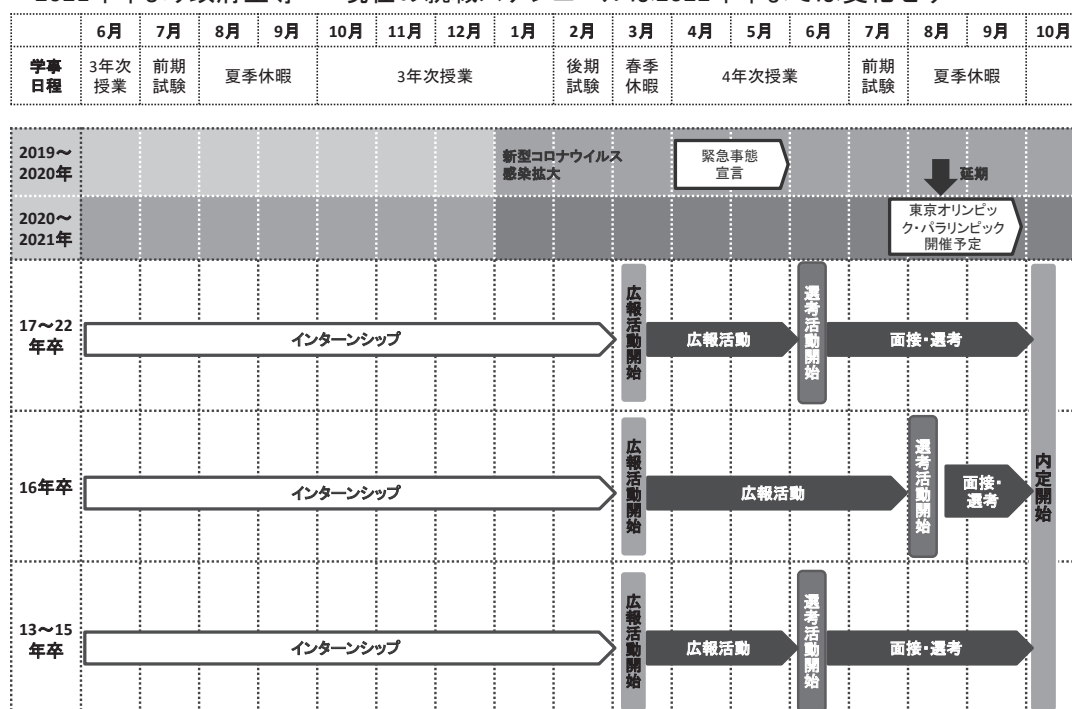 6月 7月 8月 9月 10月 11月 12月 1月 2月 3月 4月 5月 6月 7月 8月 9月 10月
学事
日程
3年次
授業
前期
試験
夏季休暇
3年次授業
後期
試験
春季
休暇
4年次授業
前期
試験
夏季休暇
2019〜
2020年
新型コロナウイルス
感染拡大
緊急事態
宣言
延期
2020〜
2021年
東京オリンピッ
ク・パラリンピック
開催予定
17〜22
年卒
インターンシップ
広報活動開始
広報活動
選考活動開始
面接・選考
16年卒
インターンシップ
広報活動開始
広報活動
選考活動開始
面接・
選考
内定開始
13〜15
年卒
インターンシップ
広報活動開始
広報活動
選考活動開始
面接・選考